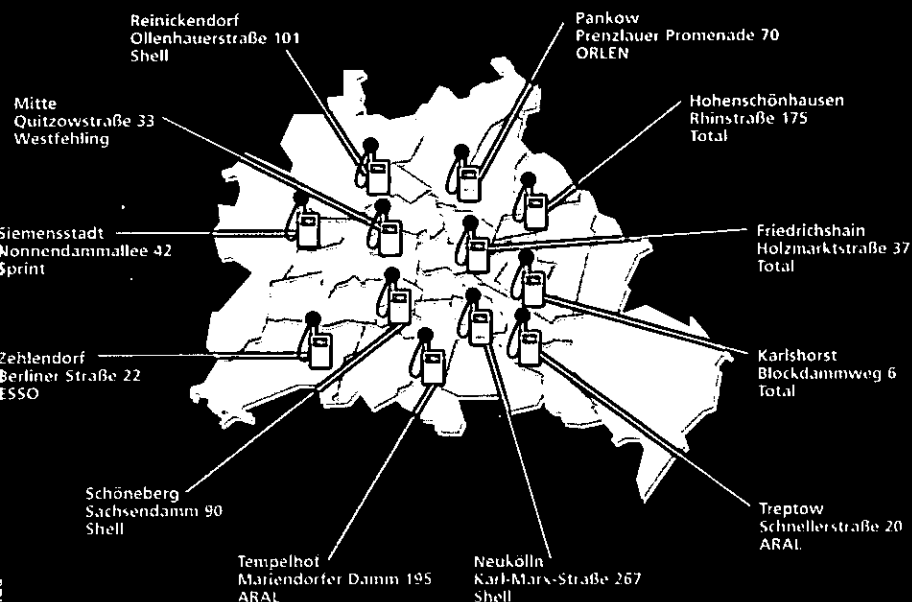 Reinickendorf
Ollenhauerstraße 101
Shell
Pankow
Prenzlauer Promenade 70
ORLEN
Mitte
Quitzowstraße 33
Westfehling
Hohenschönhausen
Rhinstraße 175
Total
Siemensstadt
Nonnendammallee 42
Sprint
Friedrichshain
Holzmarktstraße 37
Total
Zehlendorf
Berliner Straße 22
ESSO
Karlshorst
Blockdammweg 6
Total
Schöneberg
Sachsendamm 90
Shell
Treptow
Schnellerstraße 20
ARAL
Tempelhof
Mariendorfer Damm 195
ARAL
Neukölln
Karl-Marx-Straße 267
Shell